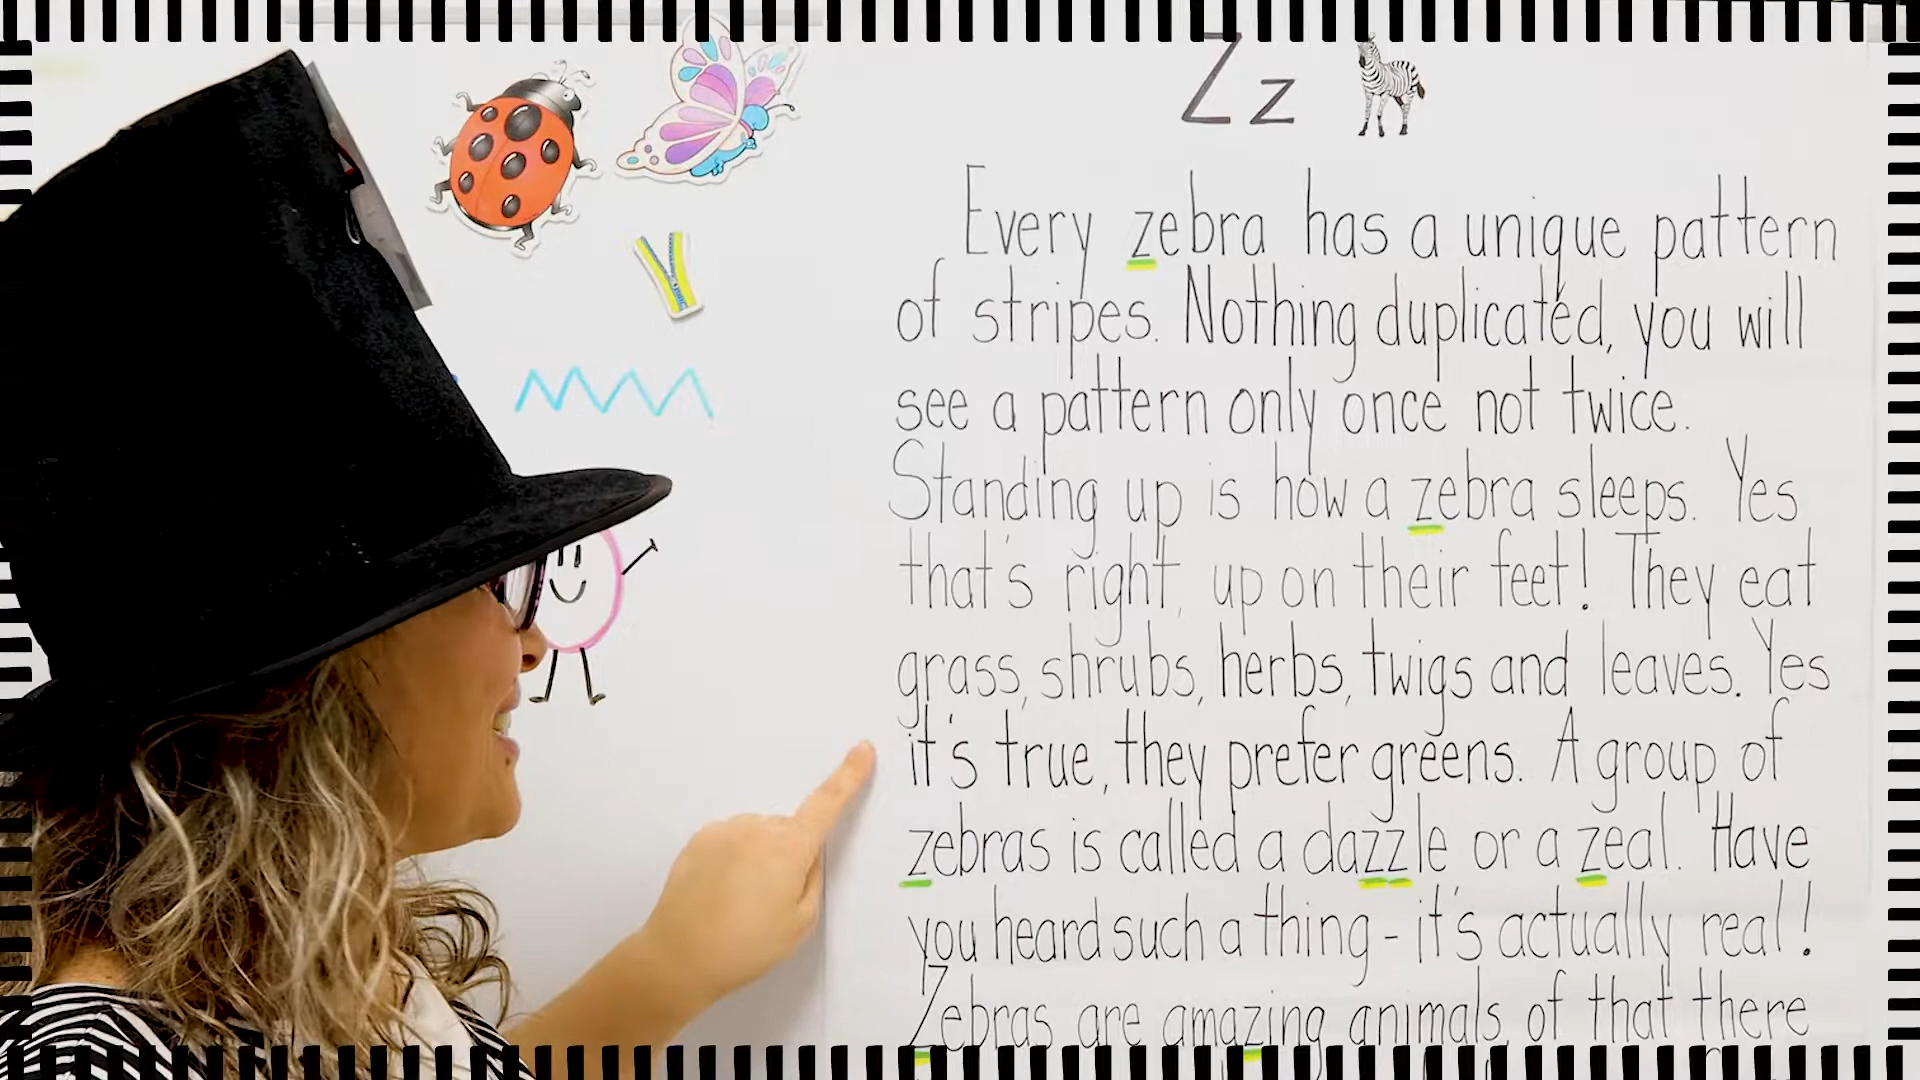 Zz
Y
Every zebra has a unique pattern
of stripes. Nothing duplicated, you will
see a pattern only once not twice.
Standing up is how a zebra sleeps. Yes
that's right, up on their feet! They eat
grass, shrubs, herbs, twigs and leaves. Yes
it's true, they prefer greens. A group of
zebras is called a dazzle or a zeal. Have
you heard such a thing - it's actually real!
Zebras are amazing animals, of that there